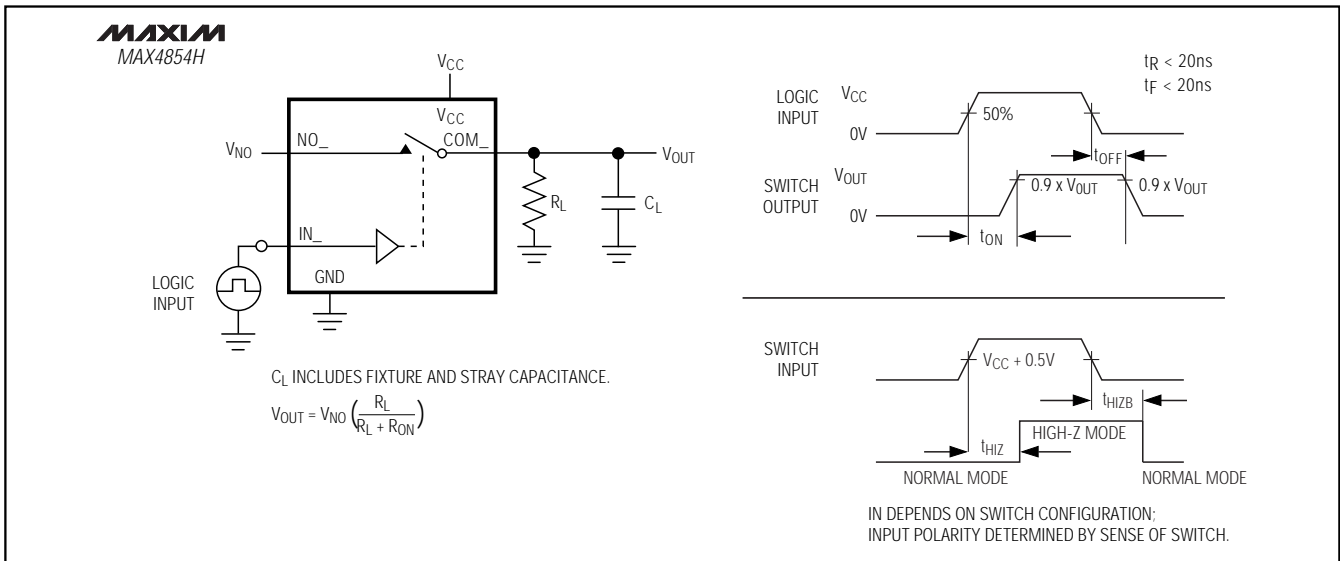 MAXIM
MAX4854H
VCC
VCC
NO_
COM_
VNO
VOUT
RL
CL
IN_
GND
LOGIC
INPUT
CL INCLUDES FIXTURE AND STRAY CAPACITANCE.
VOUT = VNO ( RL / RL + RON )
tR < 20ns
tF < 20ns
LOGIC
INPUT
VCC
50%
0V
tOFF
SWITCH
OUTPUT
VOUT
0.9 x V0UT
0.9 x VOUT
0V
tON
SWITCH
INPUT
VCC + 0.5V
tHIZB
HIGH-Z MODE
tHIZ
NORMAL MODE
NORMAL MODE
IN DEPENDS ON SWITCH CONFIGURATION;
INPUT POLARITY DETERMINED BY SENSE OF SWITCH.